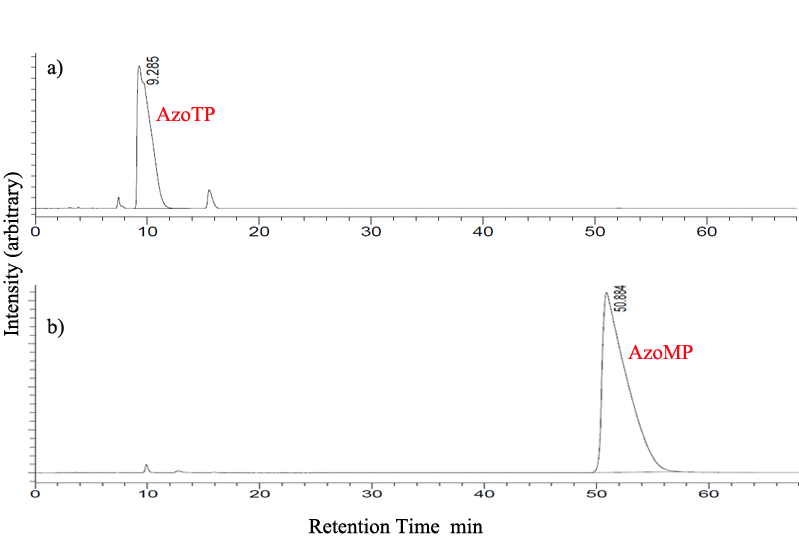 a)
9.285
AzoTP
0 10 20 30 40 50 60
Intensity (arbitrary)
b)
50.884
AzoMP
0 10 20 30 40 50 60
Retention Time min